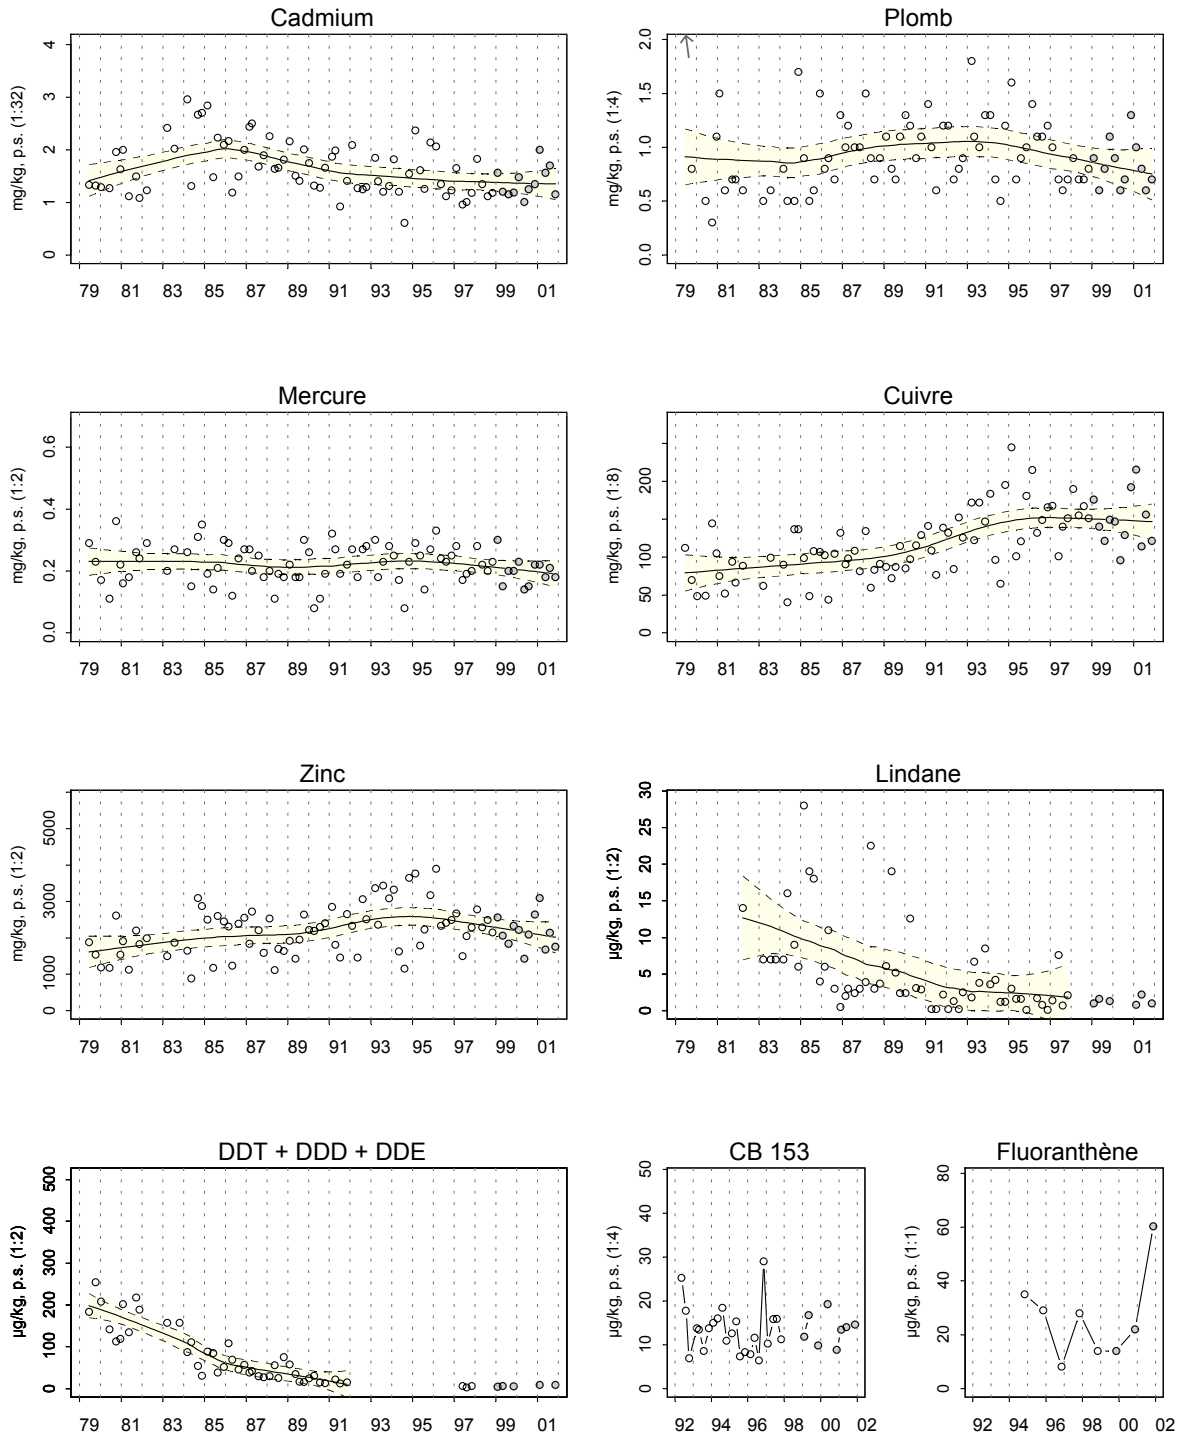 Cadmium
mg/kg, p.s. (1:32)
0 1 2 3 4
79 81 83 85 87 89 91 93 95 97 99 01
Plomb
mg/kg, p.s. (1:4)
0.0 0.5 1.0 1.5 2.0
79 81 83 85 87 89 91 93 95 97 99 01
Mercure
mg/kg, p.s. (1:2)
0.0 0.2 0.4 0.6
79 81 83 85 87 89 91 93 95 97 99 01
Cuivre
mg/kg, p.s. (1:8)
0 50 100 200
79 81 83 85 87 89 91 93 95 97 99 01
Zinc
mg/kg, p.s. (1:2)
0 1000 3000 5000
79 81 83 85 87 89 91 93 95 97 99 01
Lindane
µg/kg, p.s. (1:2)
0 5 10 15 20 25 30
79 81 83 85 87 89 91 93 95 97 99 01
DDT + DDD + DDE
µg/kg, p.s. (1:2)
0 100 200 300 400 500
79 81 83 85 87 89 91 93 95 97 99 01
CB 153
µg/kg, p.s. (1:4)
0 10 20 30 40 50
92 94 96 98 00 02
Fluoranthène
µg/kg, p.s. (1:1)
0 20 40 60 80
92 94 96 98 00 02